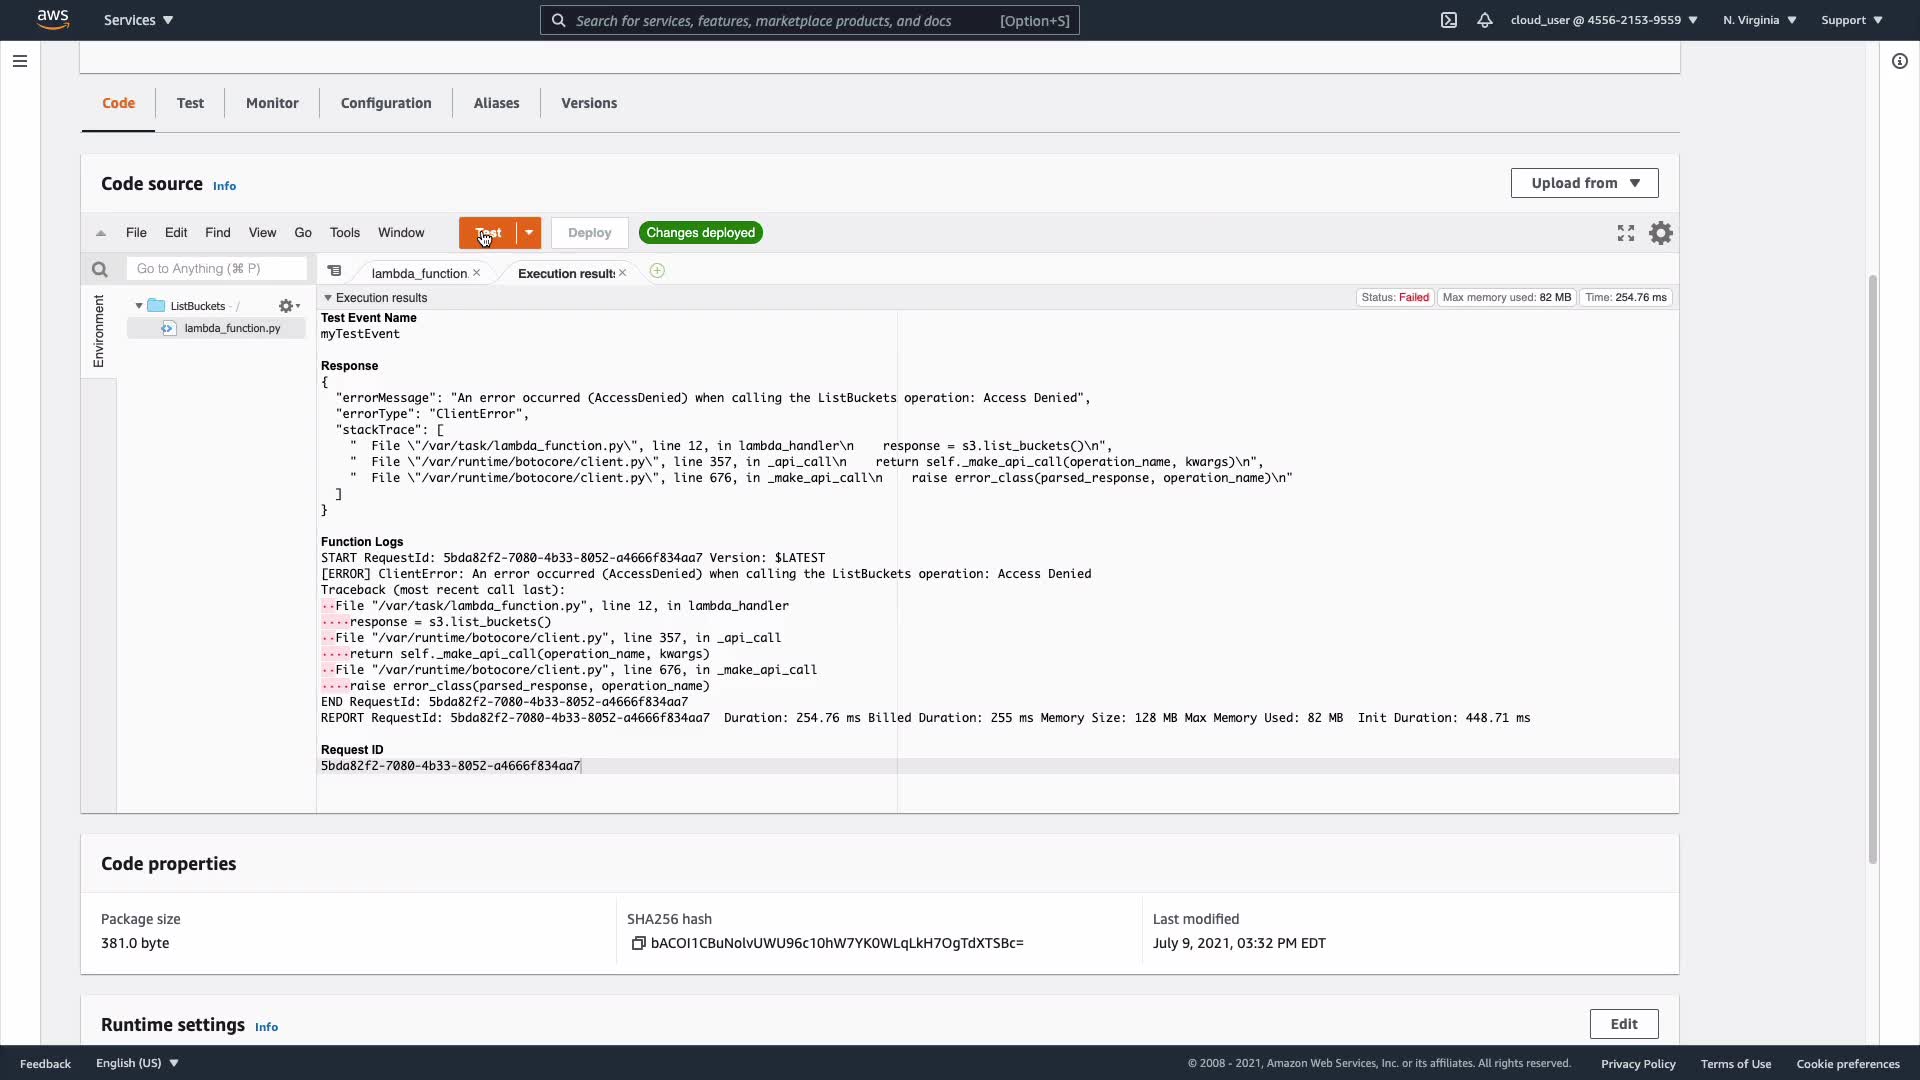 aws Services ▼ Search for services, features, marketplace products, and docs [Option+S] cloud_user @ 4556-2153-9559 ▼ N. Virginia ▼ Support ▼
Code Test Monitor Configuration Aliases Versions
Code source Info Upload from ▼
File Edit Find View Go Tools Window Test Deploy Changes deployed
Go to Anything (⌘ P) lambda_function. × Execution results ×
Environment
ListBuckets - /
lambda_function.py
Execution results Status: Failed Max memory used: 82 MB Time: 254.76 ms
Test Event Name
myTestEvent
Response
{
"errorMessage": "An error occurred (AccessDenied) when calling the ListBuckets operation: Access Denied",
"errorType": "ClientError",
"stackTrace": [
"  File \"/var/task/lambda_function.py\", line 12, in lambda_handler\n    response = s3.list_buckets()\n",
"  File \"/var/runtime/botocore/client.py\", line 357, in _api_call\n    return self._make_api_call(operation_name, kwargs)\n",
"  File \"/var/runtime/botocore/client.py\", line 676, in _make_api_call\n    raise error_class(parsed_response, operation_name)\n"
]
}
Function Logs
START RequestId: 5bda82f2-7080-4b33-8052-a4666f834aa7 Version: $LATEST
[ERROR] ClientError: An error occurred (AccessDenied) when calling the ListBuckets operation: Access Denied
Traceback (most recent call last):
··File "/var/task/lambda_function.py", line 12, in lambda_handler
····response = s3.list_buckets()
··File "/var/runtime/botocore/client.py", line 357, in _api_call
····return self._make_api_call(operation_name, kwargs)
··File "/var/runtime/botocore/client.py", line 676, in _make_api_call
····raise error_class(parsed_response, operation_name)
END RequestId: 5bda82f2-7080-4b33-8052-a4666f834aa7
REPORT RequestId: 5bda82f2-7080-4b33-8052-a4666f834aa7  Duration: 254.76 ms Billed Duration: 255 ms Memory Size: 128 MB Max Memory Used: 82 MB  Init Duration: 448.71 ms
Request ID
5bda82f2-7080-4b33-8052-a4666f834aa7
Code properties
Package size SHA256 hash Last modified
381.0 byte bACOI1CBuNolvUWU96c10hW7YK0WLqLkH7OgTdXTSBc= July 9, 2021, 03:32 PM EDT
Runtime settings Info Edit
Feedback English (US) ▼ © 2008 - 2021, Amazon Web Services, Inc. or its affiliates. All rights reserved. Privacy Policy Terms of Use Cookie preferences